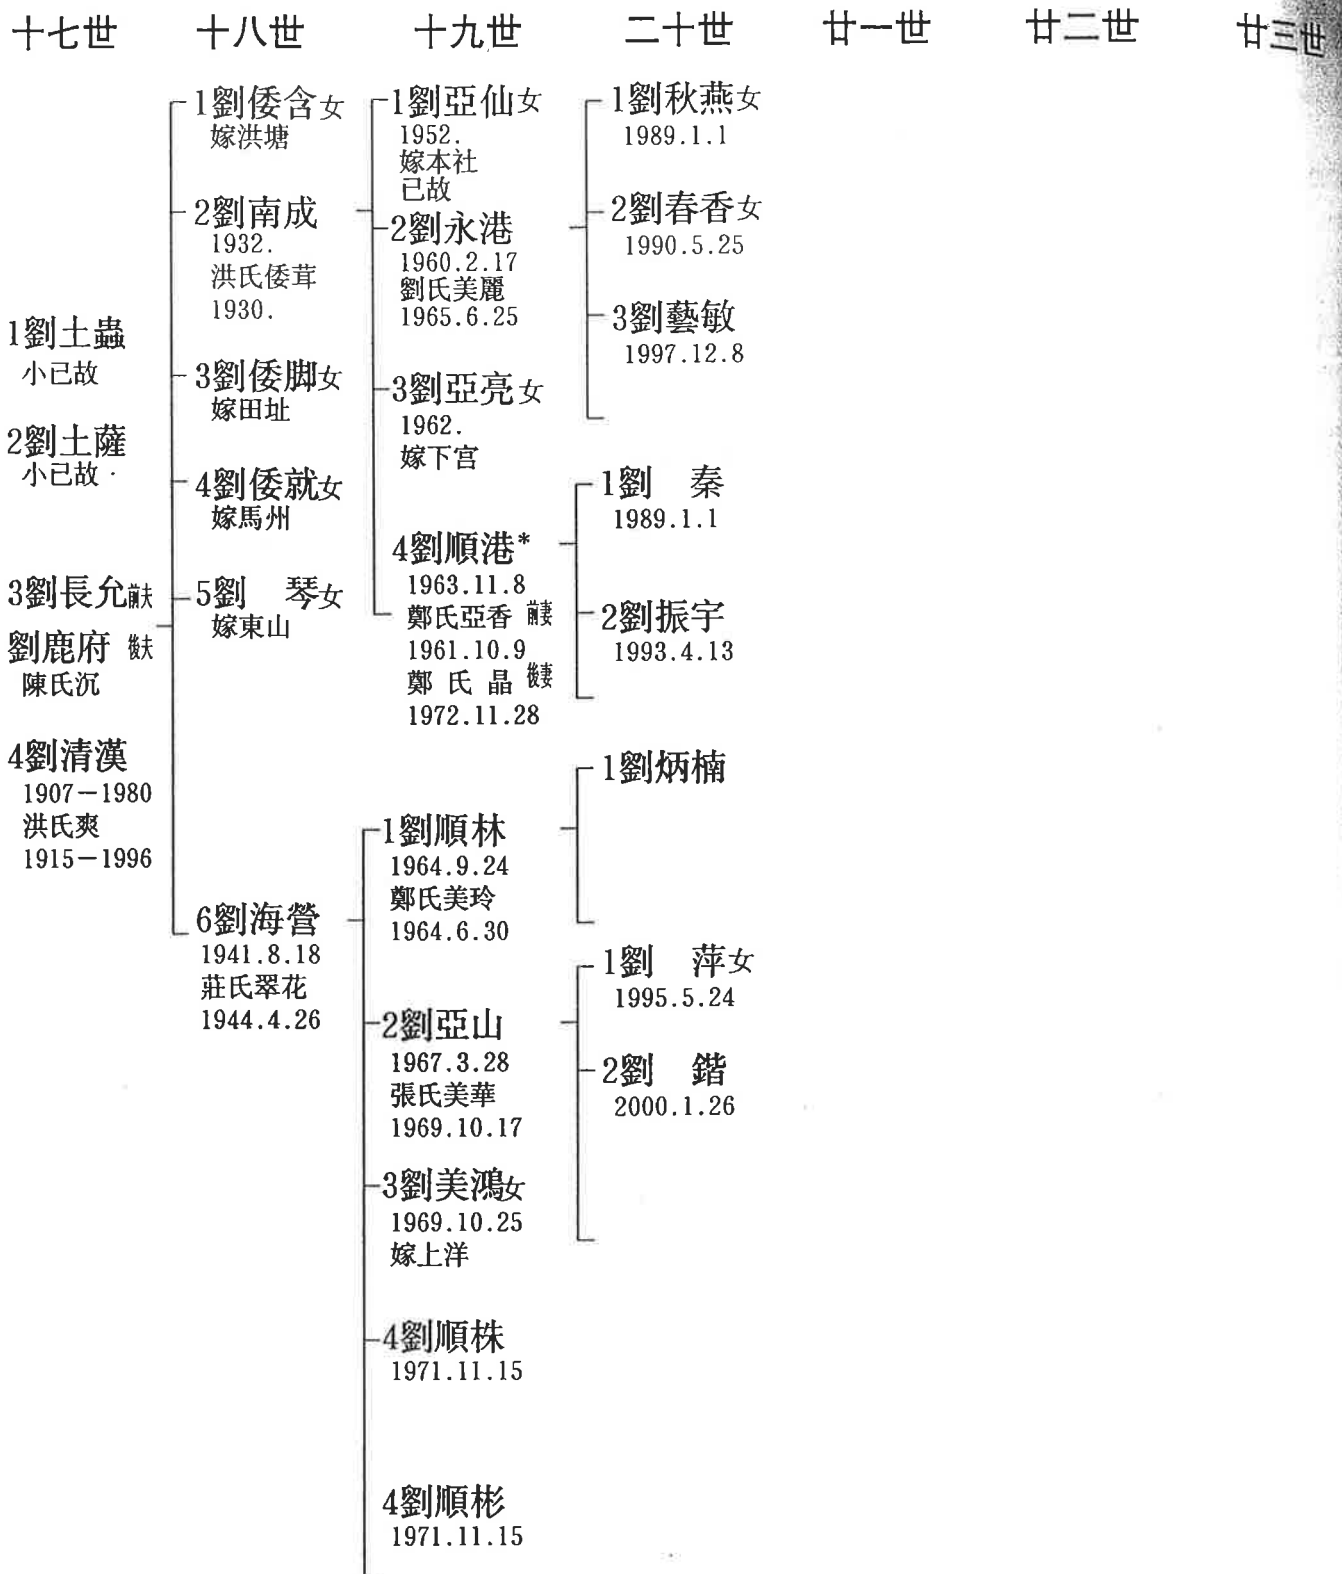 十七世 十八世 十九世 二十世 廿一世 廿二世 廿三世
1劉土蟲
小已故
2劉土薩
小已故
3劉長允前夫
劉鹿府 後夫
陳氏沉
4劉清漢
1907－1980
洪氏爽
1915－1996
1劉倭含女
嫁洪塘
2劉南成
1932.
洪氏倭茸
1930.
3劉倭脚女
嫁田址
4劉倭就女
嫁馬州
5劉　琴女
嫁東山
6劉海營
1941.8.18
莊氏翠花
1944.4.26
1劉亞仙女
1952.
嫁本社
已故
2劉永港
1960.2.17
劉氏美麗
1965.6.25
3劉亞亮女
1962.
嫁下宫
4劉順港*
1963.11.8
鄭氏亞香 前妻
1961.10.9
鄭 氏 晶 後妻
1972.11.28
1劉順林
1964.9.24
鄭氏美玲
1964.6.30
2劉亞山
1967.3.28
張氏美華
1969.10.17
3劉美鴻女
1969.10.25
嫁上洋
4劉順株
1971.11.15
4劉順彬
1971.11.15
1劉秋燕女
1989.1.1
2劉春香女
1990.5.25
3劉藝敏
1997.12.8
1劉　秦
1989.1.1
2劉振宇
1993.4.13
1劉炳楠
1劉　萍女
1995.5.24
2劉　鍇
2000.1.26